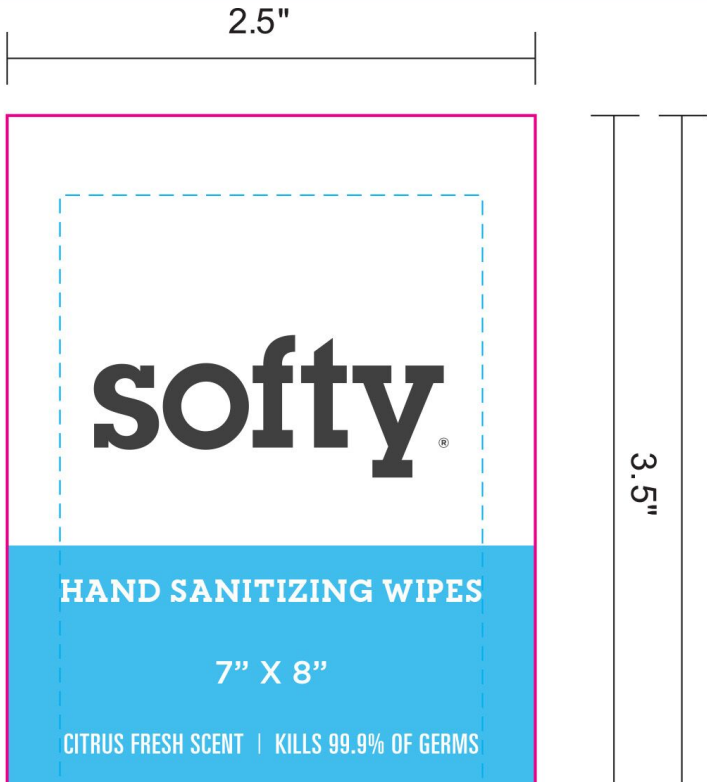 2.5"
softy®
HAND SANITIZING WIPES
7” X 8”
CITRUS FRESH SCENT | KILLS 99.9% OF GERMS
3.5"